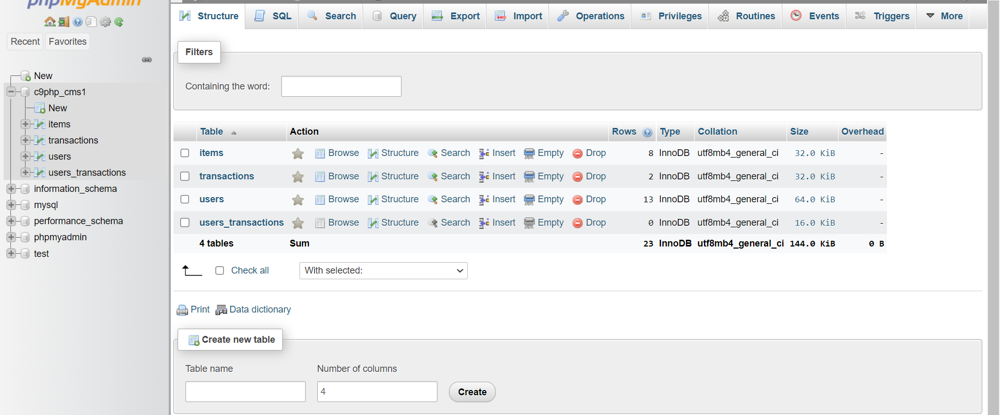 phpMyAdmin
Recent Favorites
New
c9php_cms1
New
items
transactions
users
users_transactions
information_schema
mysql
performance_schema
phpmyadmin
test
Structure SQL Search Query Export Import Operations Privileges Routines Events Triggers More
Filters
Containing the word:
Table Action Rows Type Collation Size Overhead
items Browse Structure Search Insert Empty Drop 8 InnoDB utf8mb4_general_ci 32.0 KiB -
transactions Browse Structure Search Insert Empty Drop 2 InnoDB utf8mb4_general_ci 32.0 KiB -
users Browse Structure Search Insert Empty Drop 13 InnoDB utf8mb4_general_ci 64.0 KiB -
users_transactions Browse Structure Search Insert Empty Drop 0 InnoDB utf8mb4_general_ci 16.0 KiB -
4 tables Sum 23 InnoDB utf8mb4_general_ci 144.0 KiB 0 B
Check all With selected:
Print Data dictionary
Create new table
Table name Number of columns
4 Create